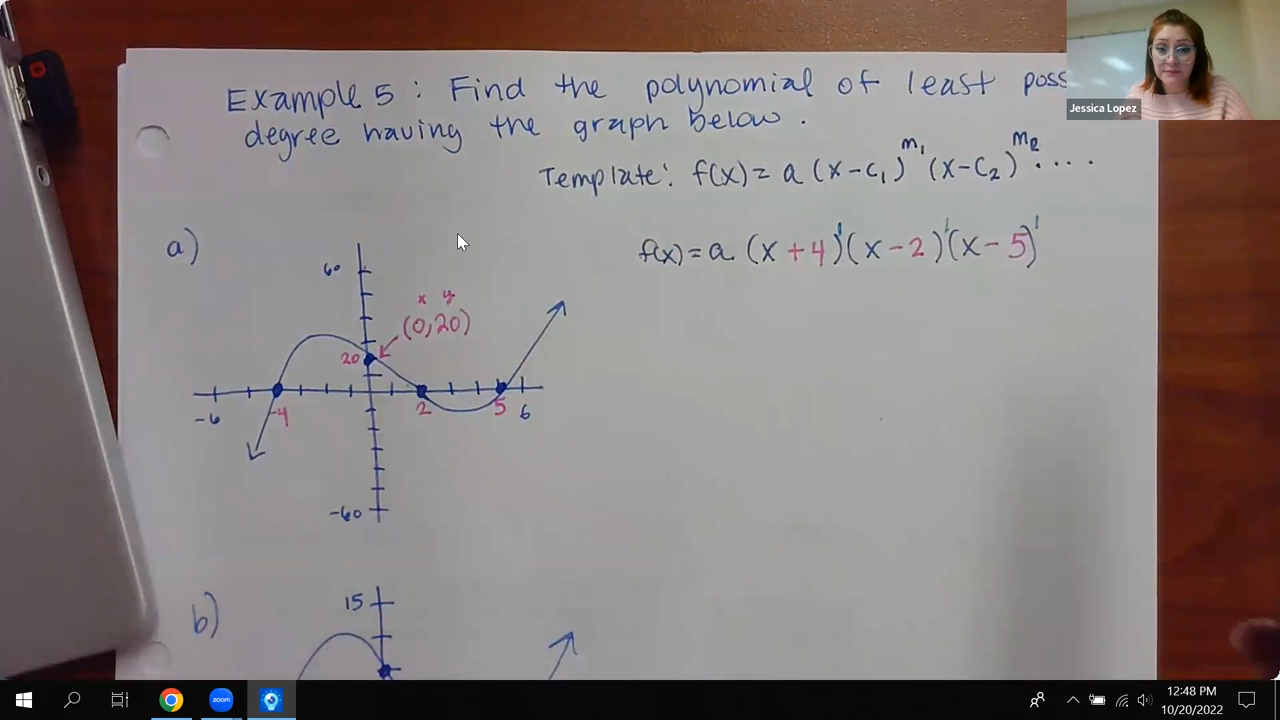 Example 5 : Find the polynomial of least poss
degree having the graph below.
Template: f(x) = a (x-c₁)^m₁ (x-c₂)^m₂ ....
a)
f(x) = a (x + 4)¹(x - 2)¹(x - 5)¹
60
x y
(0,20)
20
-6 -4 2 5 6
-60
b)
15
Jessica Lopez
zoom
12:48 PM
10/20/2022